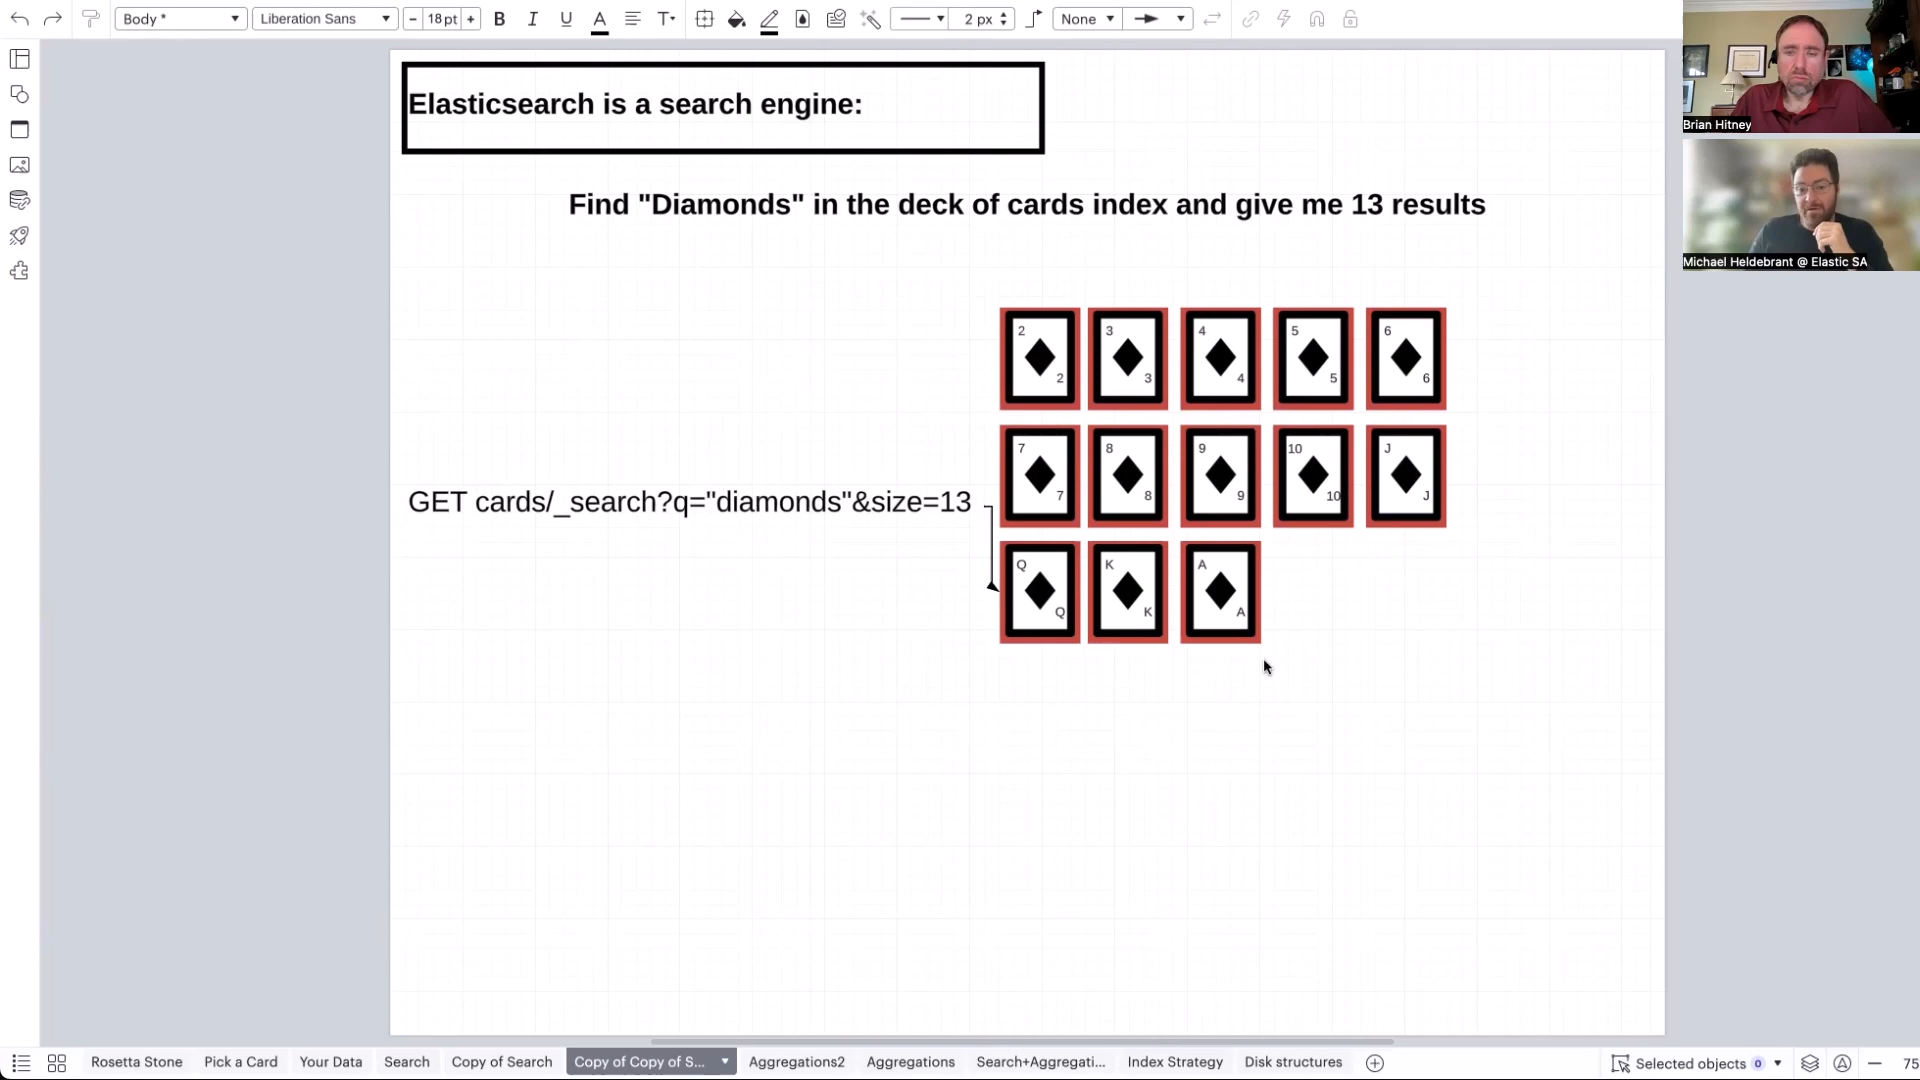 Body *
Liberation Sans
18 pt
B
I
U
A
T
2 px
None
Elasticsearch is a search engine:
Find "Diamonds" in the deck of cards index and give me 13 results
2 2
3 3
4 4
5 5
6 6
7 7
8 8
9 9
10 10
J J
GET cards/_search?q="diamonds"&size=13
Q Q
K K
A A
Brian Hitney
Michael Heldebrant @ Elastic SA
Rosetta Stone
Pick a Card
Your Data
Search
Copy of Search
Copy of Copy of S...
Aggregations2
Aggregations
Search+Aggregati...
Index Strategy
Disk structures
Selected objects 0
75